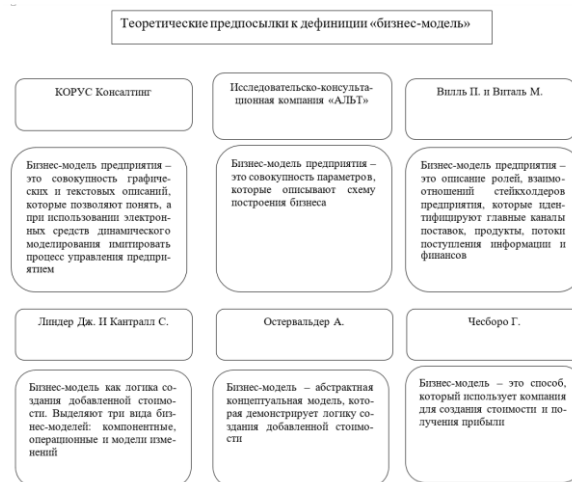 Теоретические предпосылки к дефиниции «бизнес-модель»
КОРУС Консалтинг
Исследовательско-консульта-
ционная компания «АЛЬТ»
Вилль П. и Виталь М.
Бизнес-модель предприятия –
это совокупность графичес-
ких и текстовых описаний,
которые позволяют понять, а
при использовании электрон-
ных средств динамического
моделирования имитировать
процесс управления предпри-
ятием
Бизнес-модель предприятия –
это совокупность параметров,
которые описывают схему
построения бизнеса
Бизнес-модель предприятия –
это описание ролей, взаимо-
отношений стейкхолдеров
предприятия, которые иден-
тифицируют главные каналы
поставок, продукты, потоки
поступления информации и
финансов
Линдер Дж. И Кантралл С.
Остервальдер А.
Чесборо Г.
Бизнес-модель как логика со-
здания добавленной стоимо-
сти. Выделяют три вида биз-
нес-моделей: компонентные,
операционные и модели изме-
нений
Бизнес-модель – абстрактная
концептуальная модель, кото-
рая демонстрирует логику со-
здания добавленной стоимо-
сти
Бизнес-модель – это способ,
который использует компания
для создания стоимости и по-
лучения прибыли